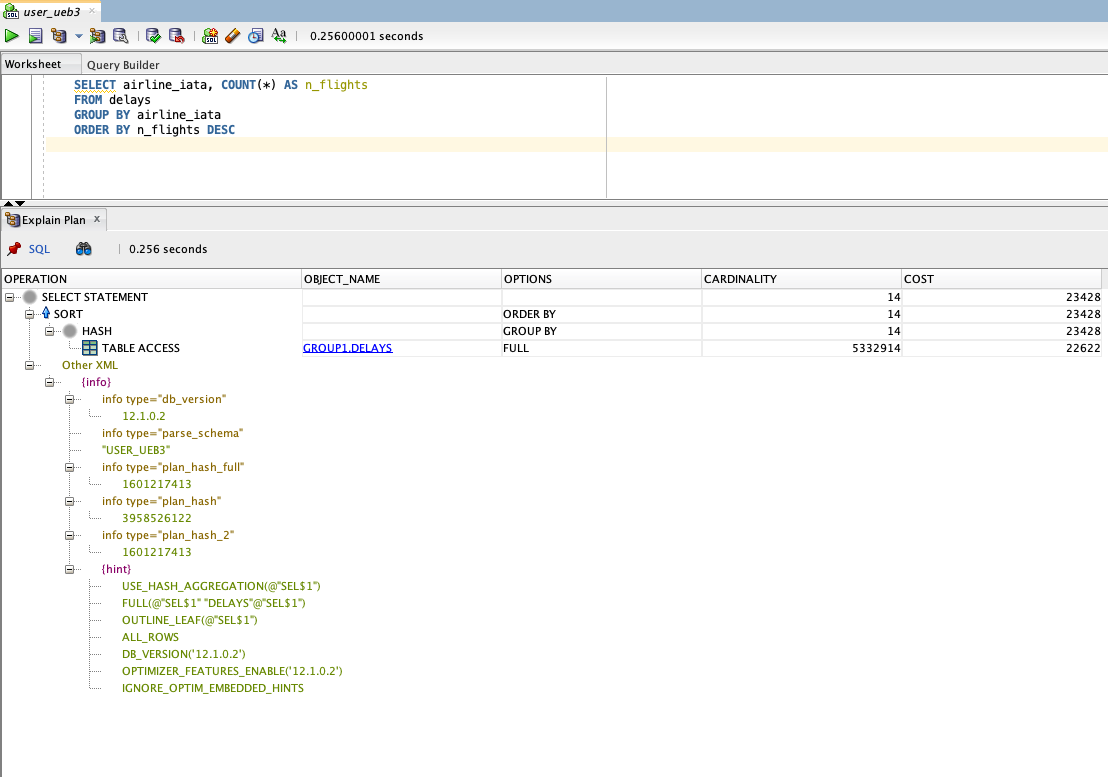 user_ueb3
0.25600001 seconds
Worksheet Query Builder
SELECT airline_iata, COUNT(*) AS n_flights
FROM delays
GROUP BY airline_iata
ORDER BY n_flights DESC
Explain Plan x
SQL 0.256 seconds
OPERATION OBJECT_NAME OPTIONS CARDINALITY COST
SELECT STATEMENT 14 23428
SORT ORDER BY 14 23428
HASH GROUP BY 14 23428
TABLE ACCESS GROUP1.DELAYS FULL 5332914 22622
Other XML
{info}
info type="db_version"
12.1.0.2
info type="parse_schema"
"USER_UEB3"
info type="plan_hash_full"
1601217413
info type="plan_hash"
3958526122
info type="plan_hash_2"
1601217413
{hint}
USE_HASH_AGGREGATION(@"SEL$1")
FULL(@"SEL$1" "DELAYS"@"SEL$1")
OUTLINE_LEAF(@"SEL$1")
ALL_ROWS
DB_VERSION('12.1.0.2')
OPTIMIZER_FEATURES_ENABLE('12.1.0.2')
IGNORE_OPTIM_EMBEDDED_HINTS